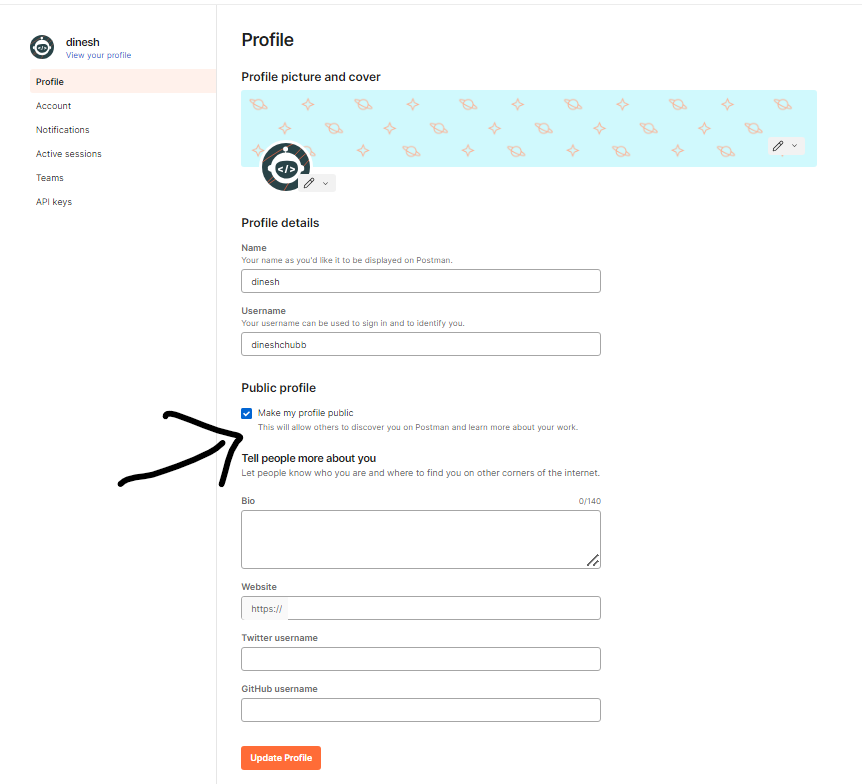 dinesh
View your profile
Profile
Account
Notifications
Active sessions
Teams
API keys
Profile
Profile picture and cover
</>
</>
Profile details
Name
Your name as you'd like it to be displayed on Postman.
dinesh
Username
Your username can be used to sign in and to identify you.
dineshchubb
Public profile
Make my profile public
This will allow others to discover you on Postman and learn more about your work.
Tell people more about you
Let people know who you are and where to find you on other corners of the internet.
Bio 0/140
Website
https://
Twitter username
GitHub username
Update Profile